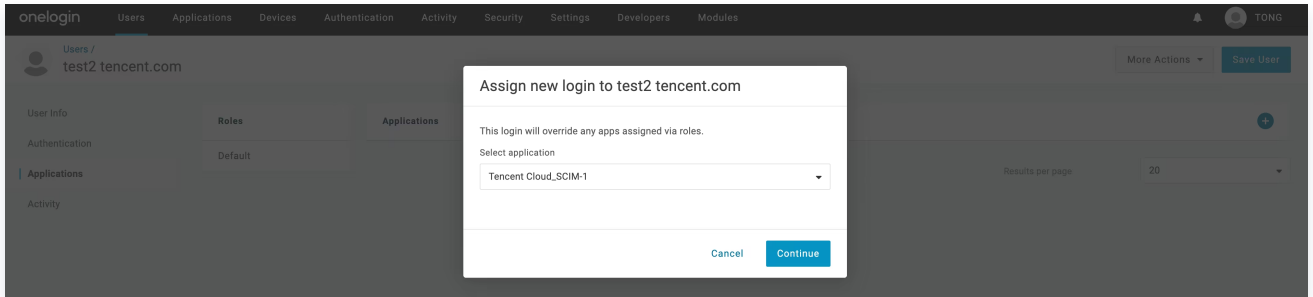 onelogin Users Applications Devices Authentication Activity Security Settings Developers Modules TONG
Users /
test2 tencent.com
More Actions Save User
User Info
Authentication
Applications
Activity
Roles
Default
Applications
Results per page 20
Assign new login to test2 tencent.com
This login will override any apps assigned via roles.
Select application
Tencent Cloud_SCIM-1
Cancel Continue